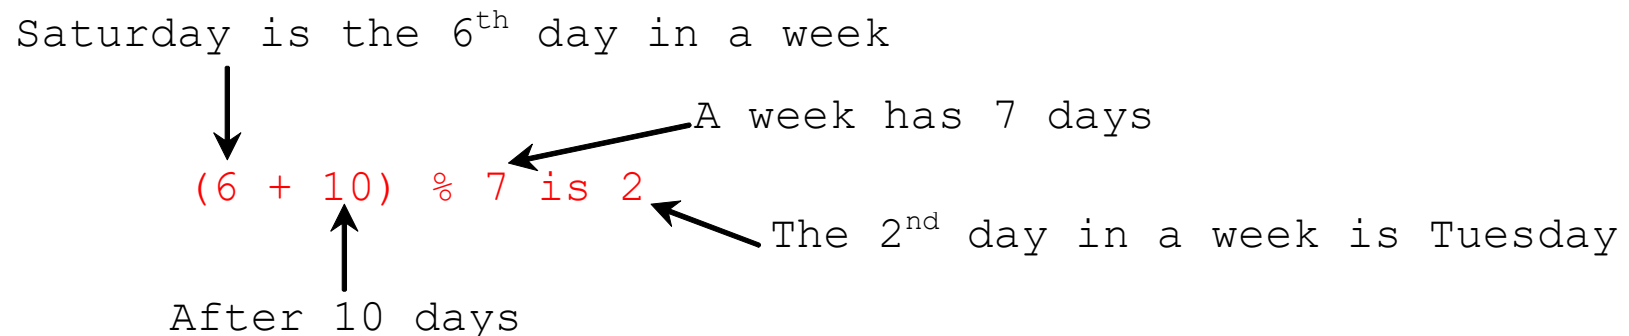 Saturday is the 6th day in a week
A week has 7 days
(6 + 10) % 7 is 2
The 2nd day in a week is Tuesday
After 10 days